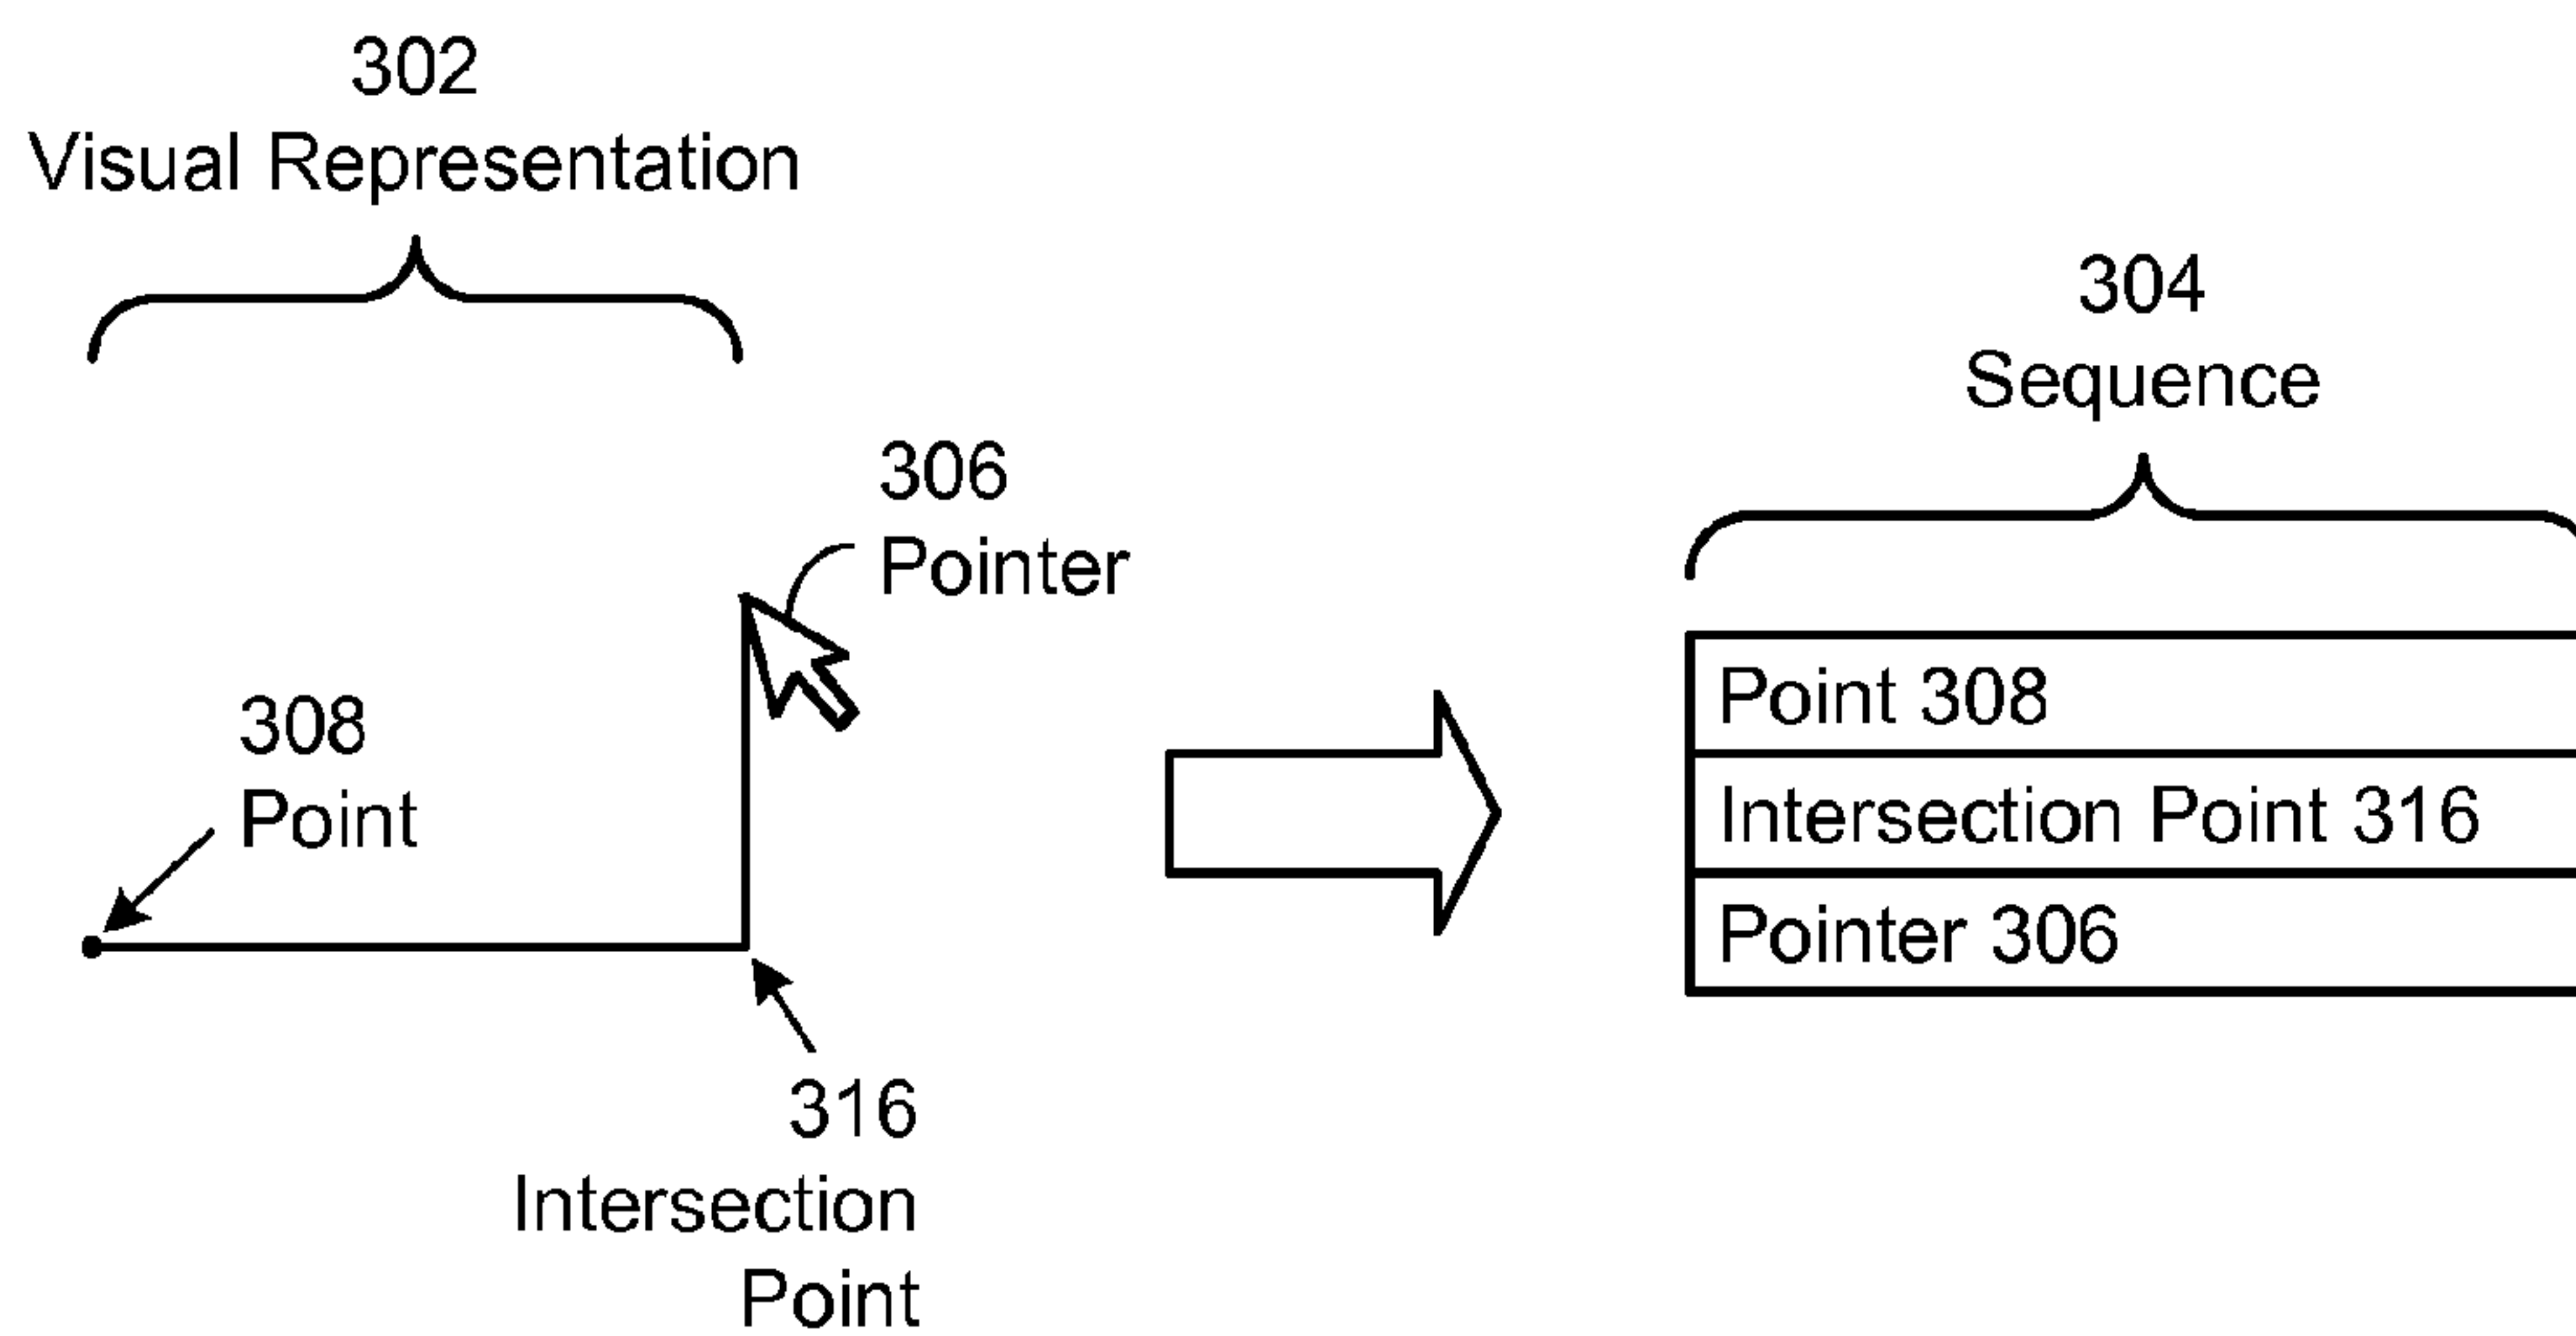 302
Visual Representation
304
Sequence
306
Pointer
308
Point
316
Intersection
Point
Point 308
Intersection Point 316
Pointer 306